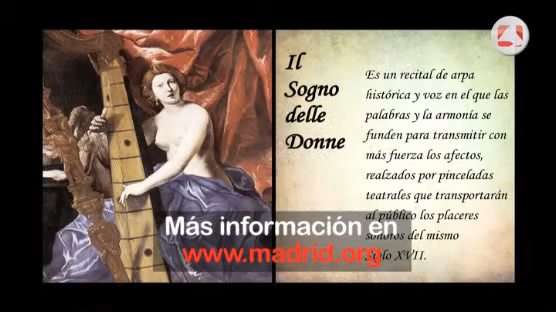 Il
Sogno
delle
Donne
Es un recital de arpa
histórica y voz en el que las
palabras y la armonía se
funden para transmitir con
más fuerza los afectos,
realzados por pinceladas
teatrales que transportarán
al público los placeres
sonoros del mismo
Siglo XVII.
Más información en
www.madrid.org